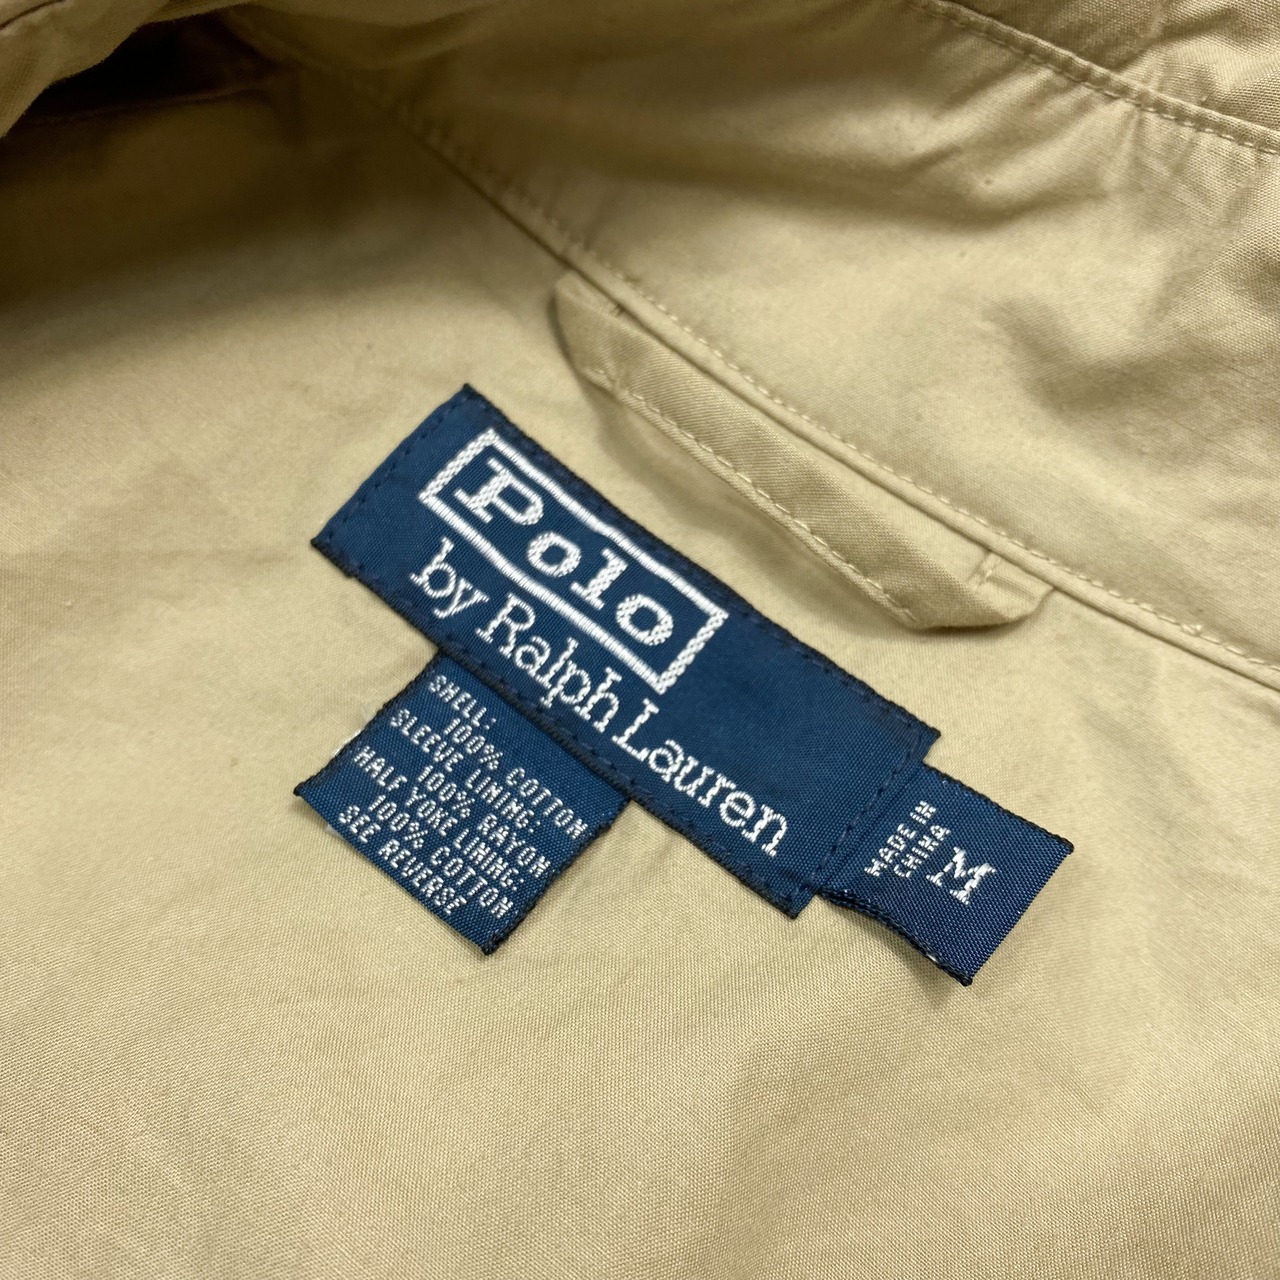 Polo
by Ralph Lauren
SHELL:
100% COTTON
SLEEVE LINING:
100% RAYON
HALF YOKE LINING:
100% COTTON
SEE REVERSE
MADE IN
CHINA
M